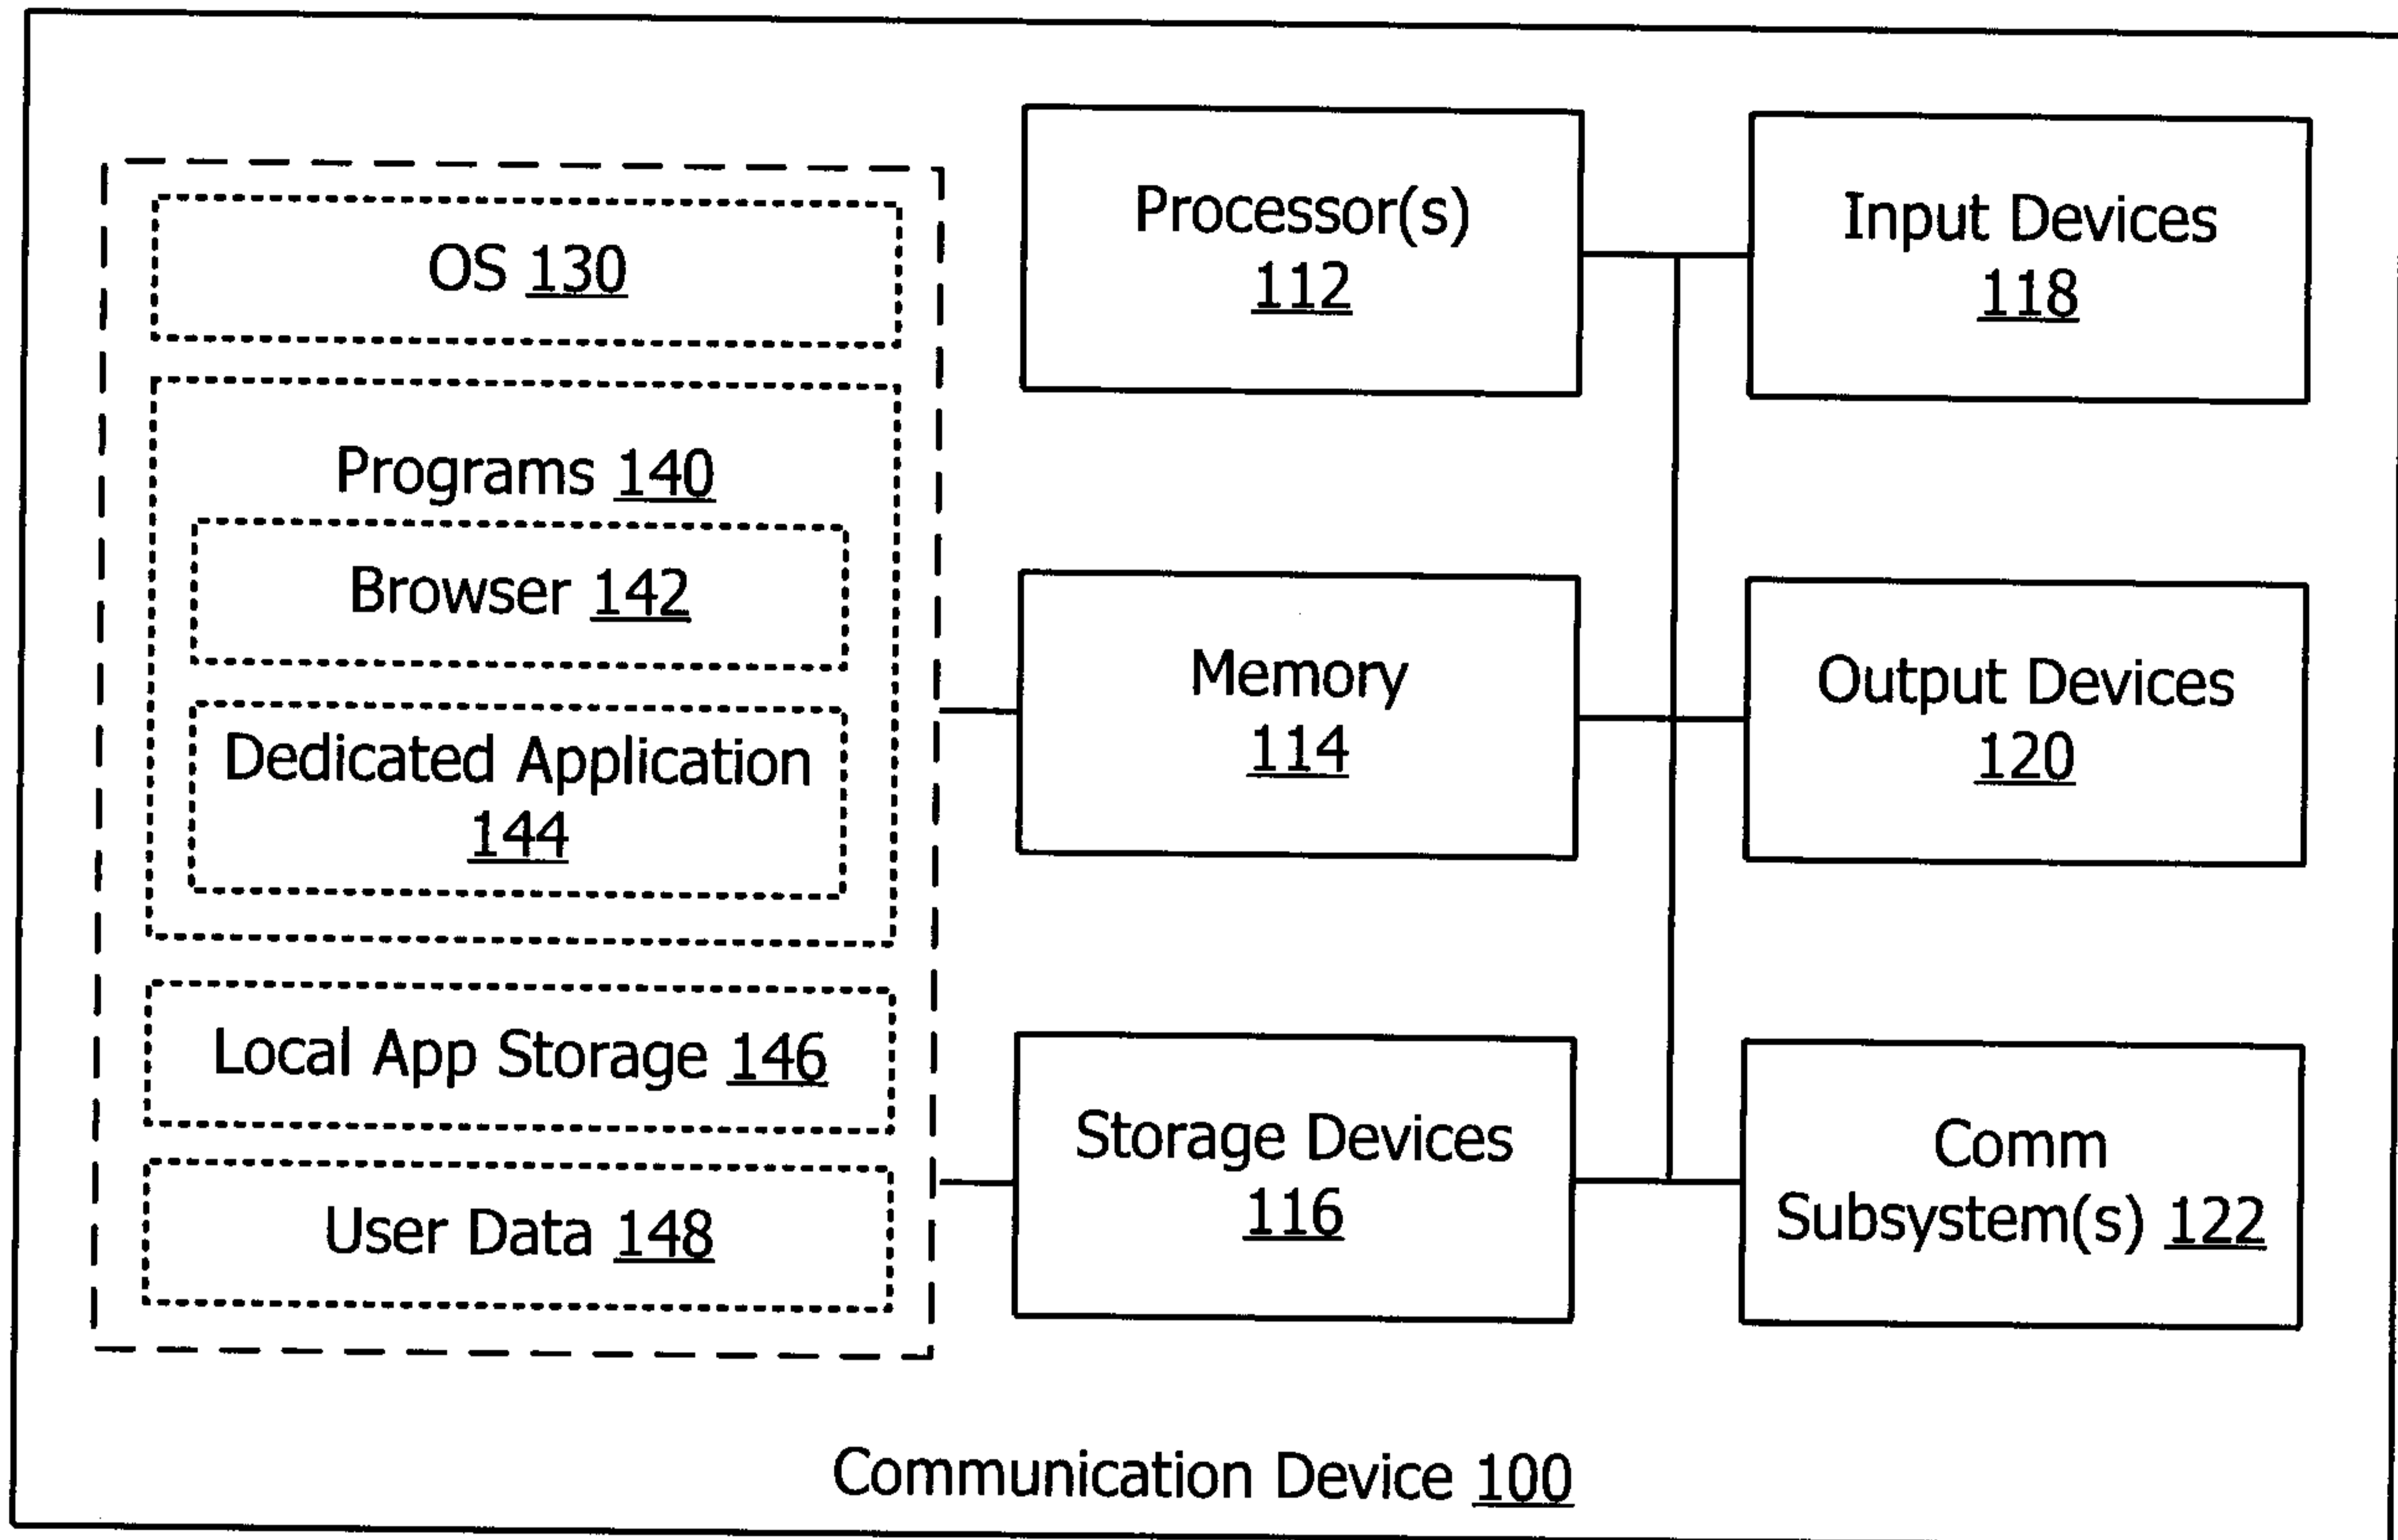 OS 130
Programs 140
Browser 142
Dedicated Application
144
Local App Storage 146
User Data 148
Processor(s)
112
Memory
114
Storage Devices
116
Input Devices
118
Output Devices
120
Comm
Subsystem(s) 122
Communication Device 100